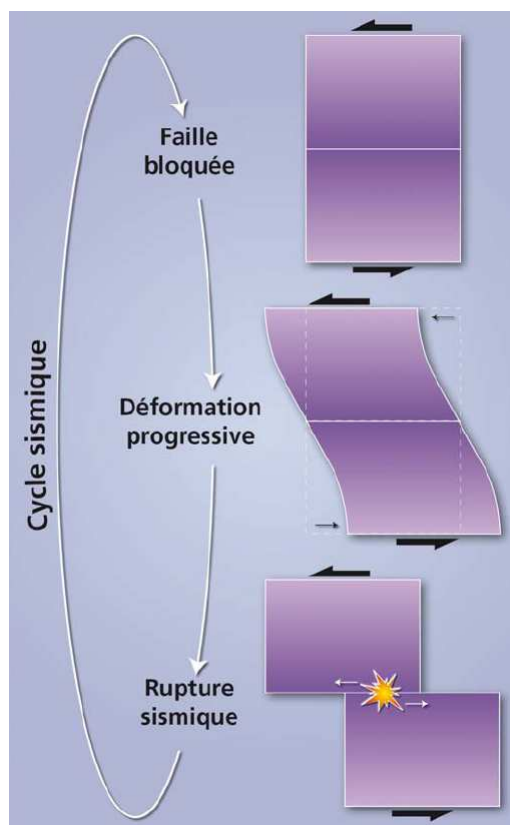 Faille
bloquée
Cycle sismique
Déformation
progressive
Rupture
sismique